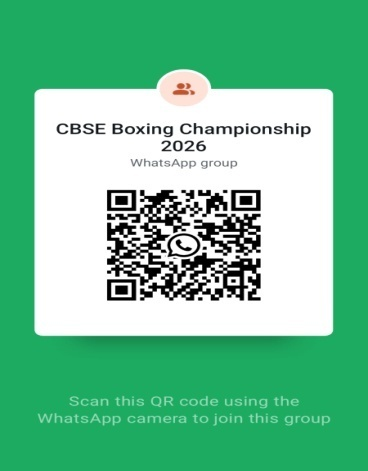 CBSE Boxing Championship
2026
WhatsApp group
Scan this QR code using the
WhatsApp camera to join this group